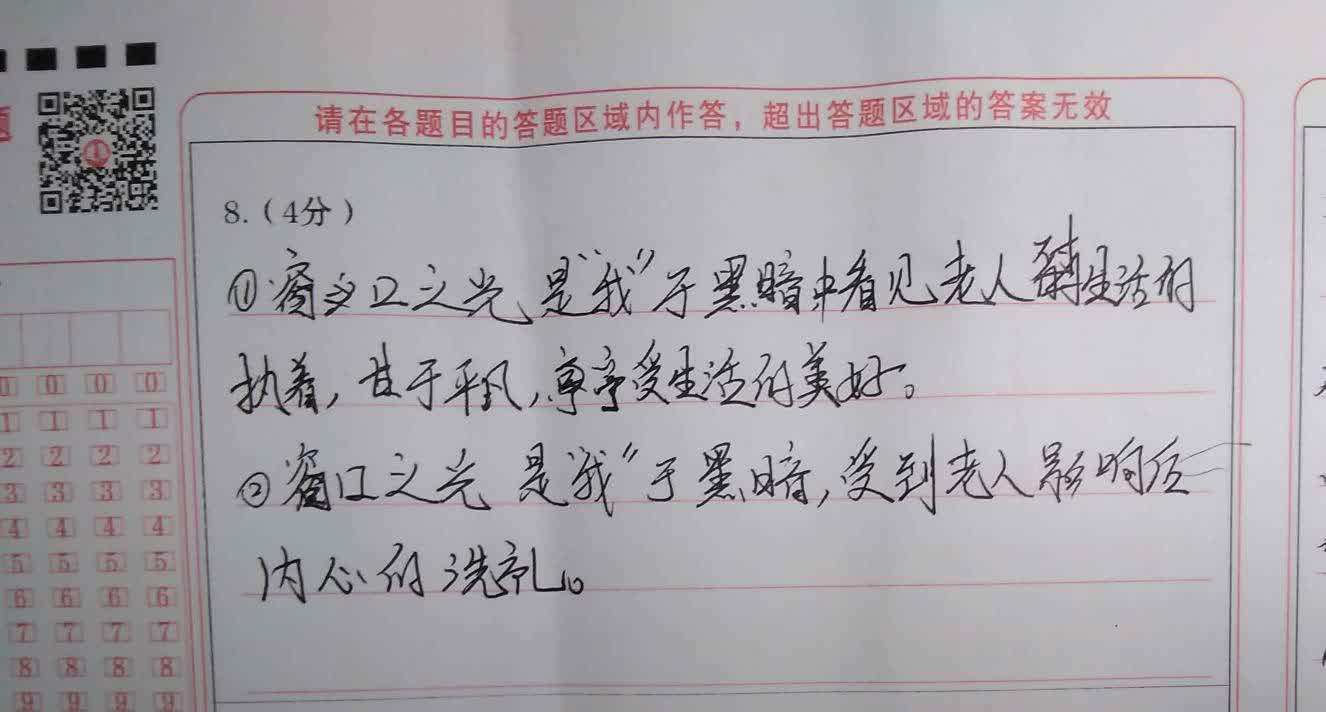 请在各题目的答题区域内作答，超出答题区域的答案无效
题
8.（4分）
①窗口之光是“我”于黑暗中看见老人对生活的
执着，甘于平凡，享受生活的美好。
②窗口之光是“我”于黑暗，受到老人影响后
内心的洗礼。
0 0 0 0
1 1 1 1
2 2 2 2
3 3 3 3
4 4 4 4
5 5 5 5
6 6 6 6
7 7 7 7
8 8 8 8
9 9 9 9